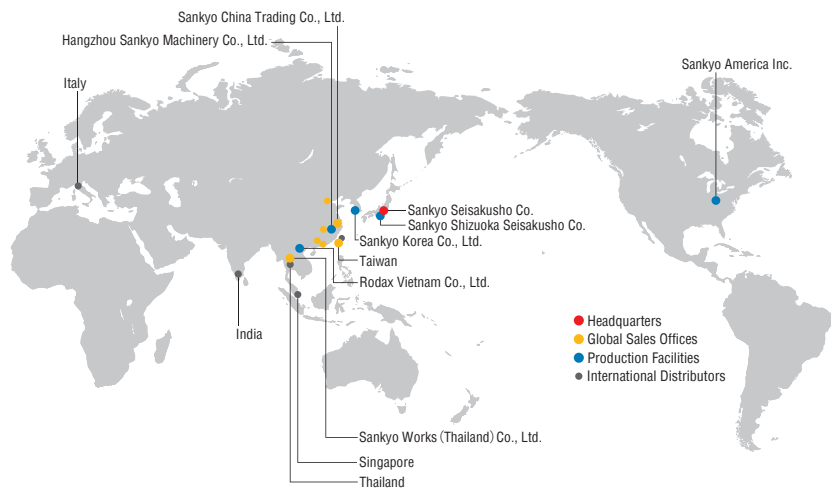 Sankyo China Trading Co., Ltd.
Hangzhou Sankyo Machinery Co., Ltd.
Sankyo America Inc.
Italy
Sankyo Seisakusho Co.
Sankyo Shizuoka Seisakusho Co.
Sankyo Korea Co., Ltd.
Taiwan
Rodax Vietnam Co., Ltd.
India
Headquarters
Global Sales Offices
Production Facilities
International Distributors
Sankyo Works (Thailand) Co., Ltd.
Singapore
Thailand